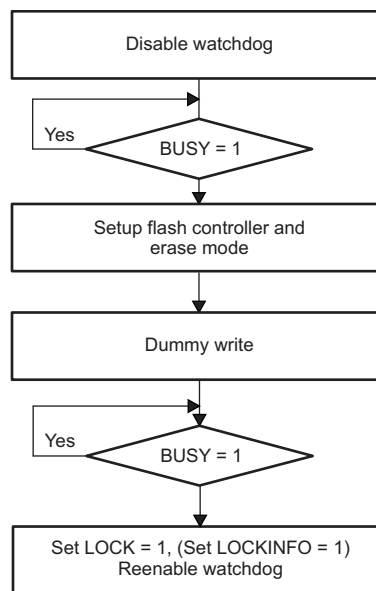 Disable watchdog
Yes
BUSY = 1
Setup flash controller and
erase mode
Dummy write
Yes
BUSY = 1
Set LOCK = 1, (Set LOCKINFO = 1)
Reenable watchdog